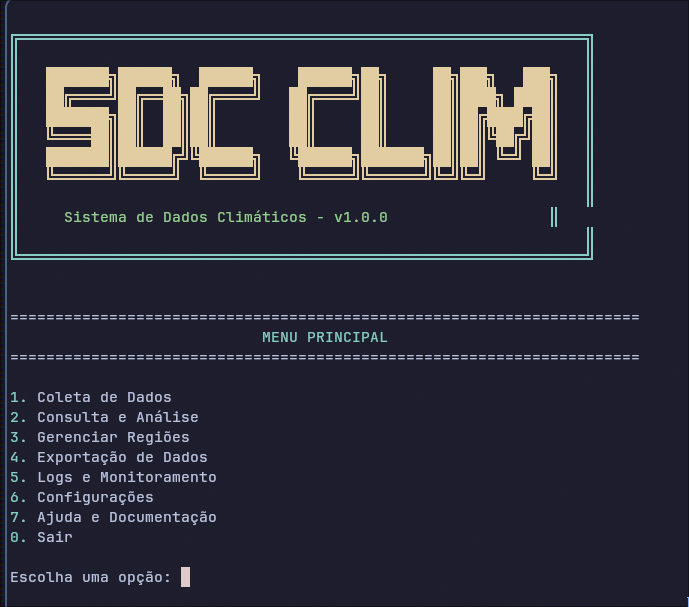 SDC CLIM
Sistema de Dados Climáticos - v1.0.0
======================================================================
MENU PRINCIPAL
======================================================================
1. Coleta de Dados
2. Consulta e Análise
3. Gerenciar Regiões
4. Exportação de Dados
5. Logs e Monitoramento
6. Configurações
7. Ajuda e Documentação
0. Sair
Escolha uma opção: